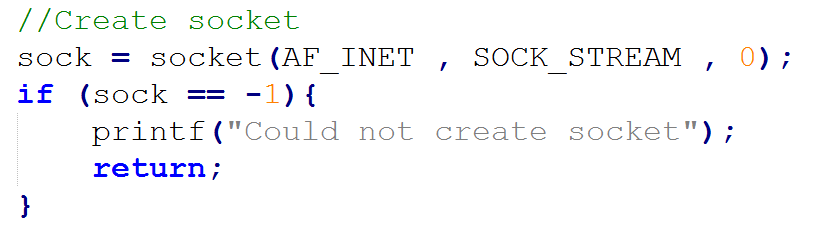 //Create socket
sock = socket(AF_INET , SOCK_STREAM , 0);
if (sock == -1){
    printf("Could not create socket");
    return;
}